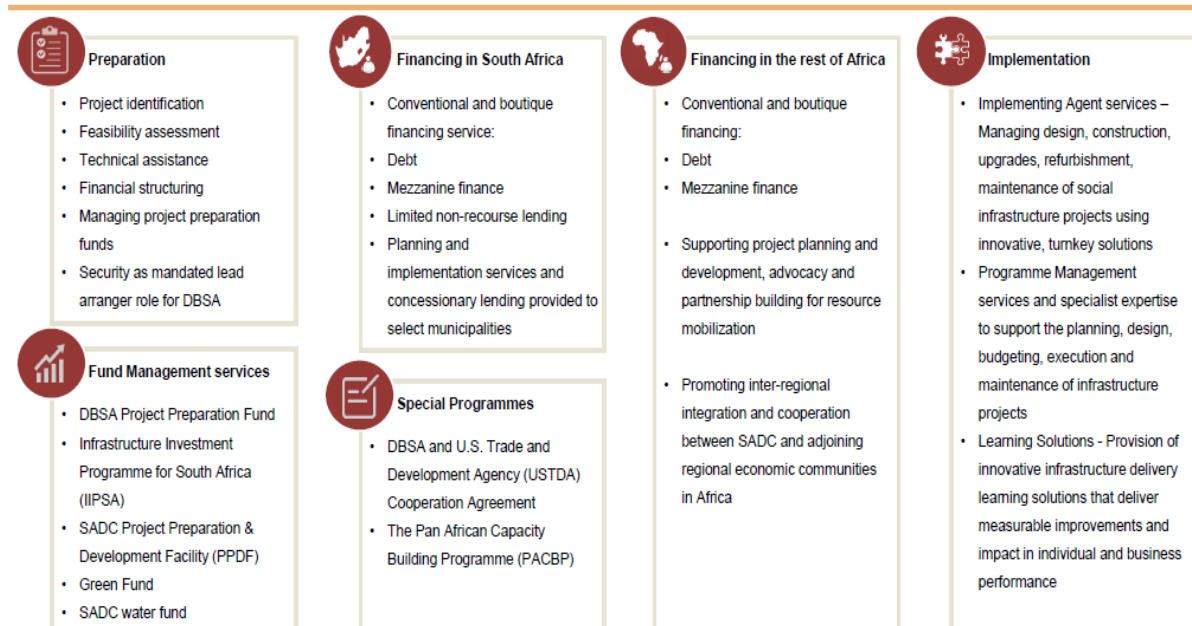 Preparation
• Project identification
• Feasibility assessment
• Technical assistance
• Financial structuring
• Managing project preparation
funds
• Security as mandated lead
arranger role for DBSA
Fund Management services
• DBSA Project Preparation Fund
• Infrastructure Investment
Programme for South Africa
(IIPSA)
• SADC Project Preparation &
Development Facility (PPDF)
• Green Fund
• SADC water fund
Financing in South Africa
• Conventional and boutique
financing service:
• Debt
• Mezzanine finance
• Limited non-recourse lending
• Planning and
implementation services and
concessionary lending provided to
select municipalities
Special Programmes
• DBSA and U.S. Trade and
Development Agency (USTDA)
Cooperation Agreement
• The Pan African Capacity
Building Programme (PACBP)
Financing in the rest of Africa
• Conventional and boutique
financing:
• Debt
• Mezzanine finance
• Supporting project planning and
development, advocacy and
partnership building for resource
mobilization
• Promoting inter-regional
integration and cooperation
between SADC and adjoining
regional economic communities
in Africa
Implementation
• Implementing Agent services –
Managing design, construction,
upgrades, refurbishment,
maintenance of social
infrastructure projects using
innovative, turnkey solutions
• Programme Management
services and specialist expertise
to support the planning, design,
budgeting, execution and
maintenance of infrastructure
projects
• Learning Solutions - Provision of
innovative infrastructure delivery
learning solutions that deliver
measurable improvements and
impact in individual and business
performance